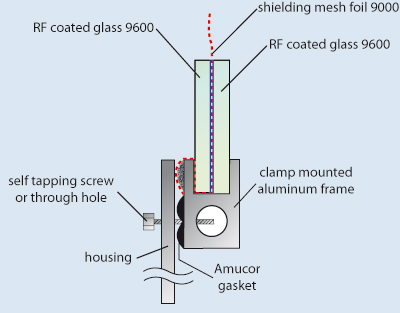 shielding mesh foil 9000
RF coated glass 9600
RF coated glass 9600
clamp mounted
aluminum frame
self tapping screw
or through hole
housing
Amucor
gasket